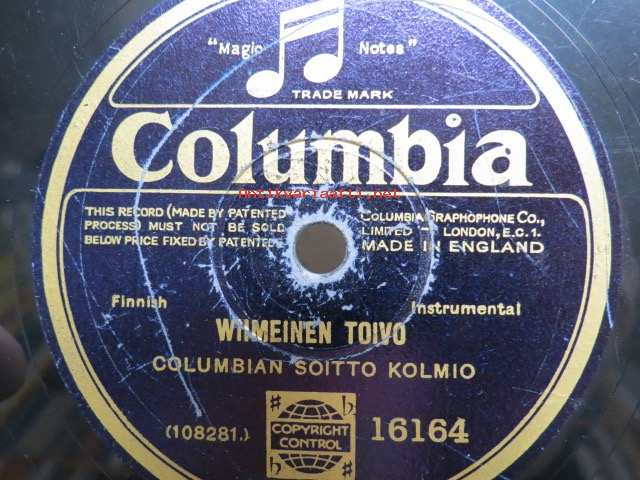 "Magic Notes"
TRADE MARK
Columbia
antikvariaatti.net
THIS RECORD (MADE BY PATENTED
PROCESS) MUST NOT BE SOLD
BELOW PRICE FIXED BY PATENTEE.
COLUMBIA GRAPHOPHONE CO.,
LIMITED - LONDON, E.C.1.
MADE IN ENGLAND
Finnish
Instrumental
WIIMEINEN TOIVO
COLUMBIAN SOITTO KOLMIO
(108281.)
COPYRIGHT
CONTROL
16164